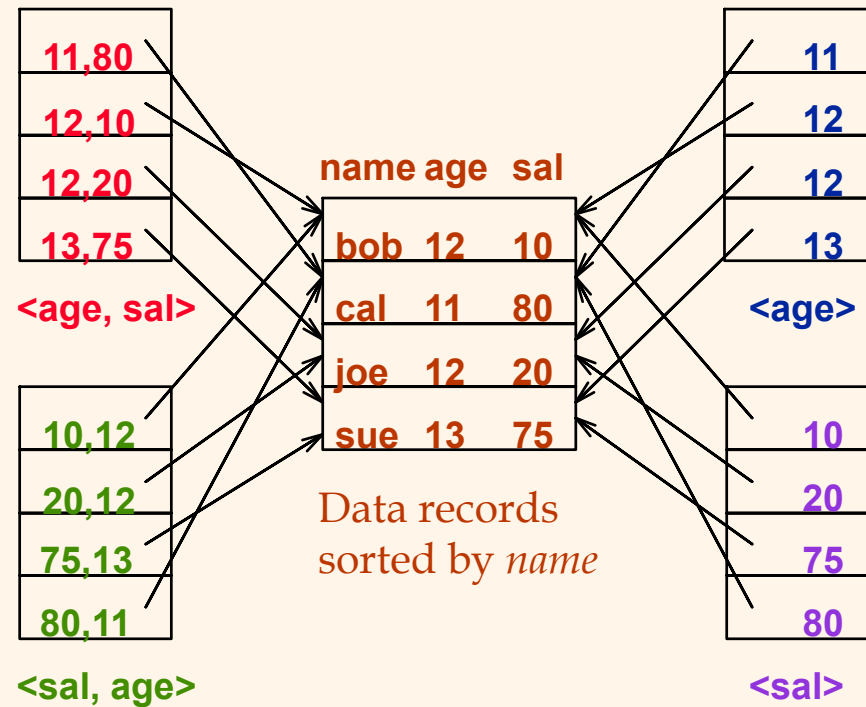 11,80
12,10
12,20
13,75
<age, sal>
10,12
20,12
75,13
80,11
<sal, age>
name age sal
bob 12 10
cal 11 80
joe 12 20
sue 13 75
Data records
sorted by name
11
12
12
13
<age>
10
20
75
80
<sal>